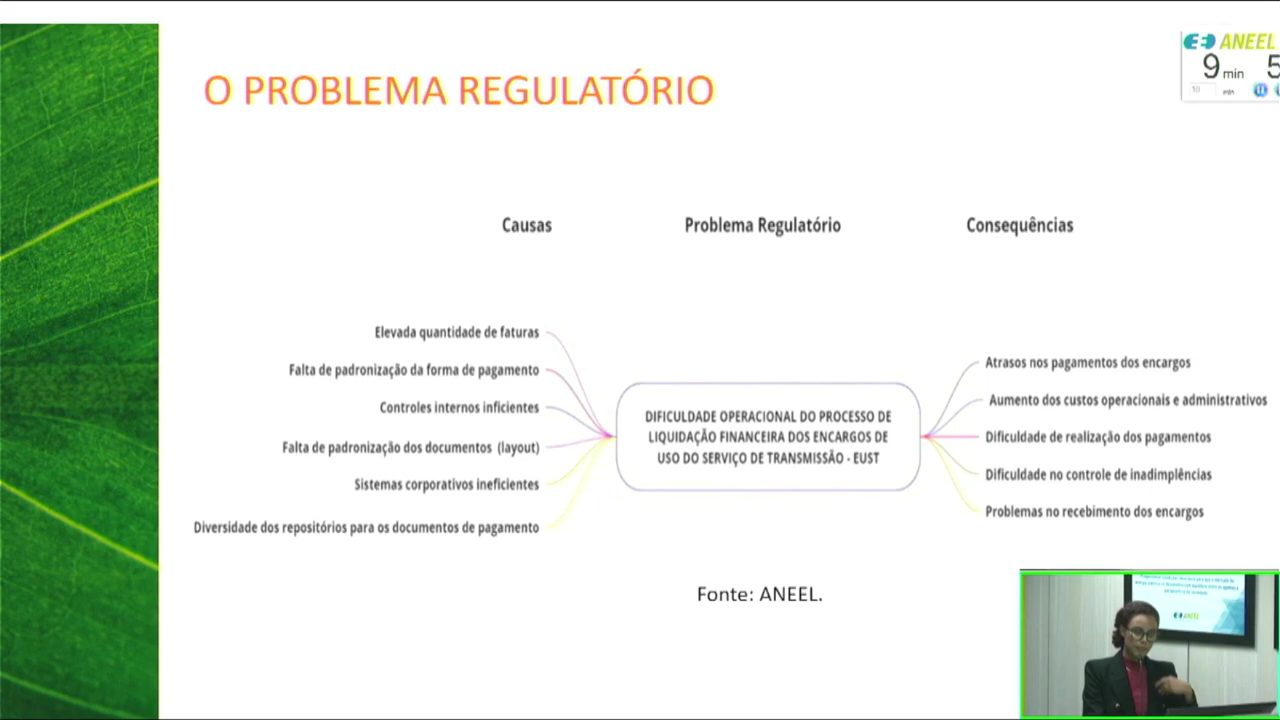 ANEEL
9 min 5
10 min
O PROBLEMA REGULATÓRIO
Causas
Problema Regulatório
Consequências
Elevada quantidade de faturas
Falta de padronização da forma de pagamento
Controles internos inficientes
Falta de padronização dos documentos (layout)
Sistemas corporativos ineficientes
Diversidade dos repositórios para os documentos de pagamento
DIFICULDADE OPERACIONAL DO PROCESSO DE
LIQUIDAÇÃO FINANCEIRA DOS ENCARGOS DE
USO DO SERVIÇO DE TRANSMISSÃO - EUST
Atrasos nos pagamentos dos encargos
Aumento dos custos operacionais e administrativos
Dificuldade de realização dos pagamentos
Dificuldade no controle de inadimplências
Problemas no recebimento dos encargos
Fonte: ANEEL.
ANEEL